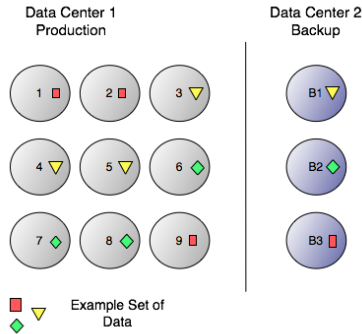 Data Center 1
Production
Data Center 2
Backup
1
2
3
B1
4
5
6
B2
7
8
9
B3
Example Set of
Data